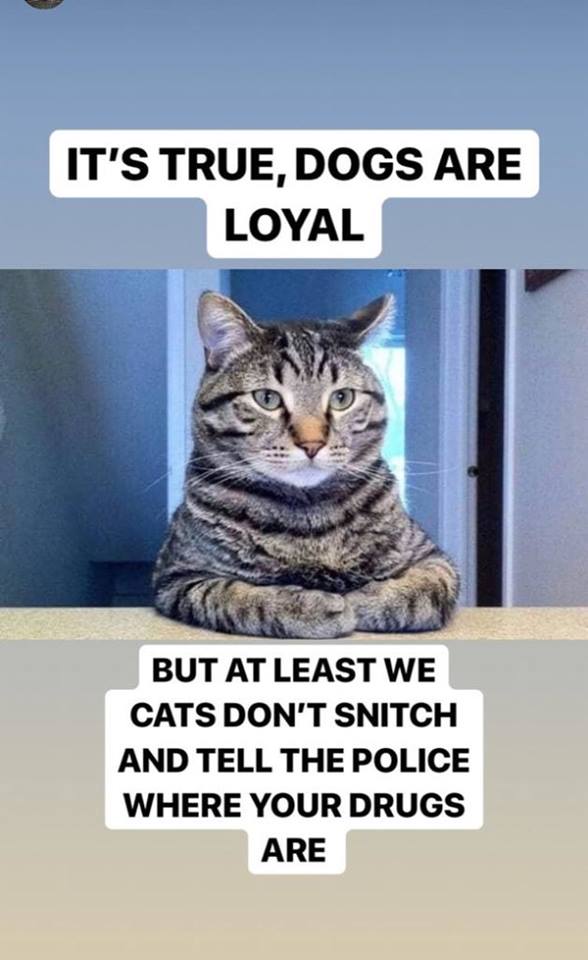 IT'S TRUE, DOGS ARE
LOYAL
BUT AT LEAST WE
CATS DON'T SNITCH
AND TELL THE POLICE
WHERE YOUR DRUGS
ARE